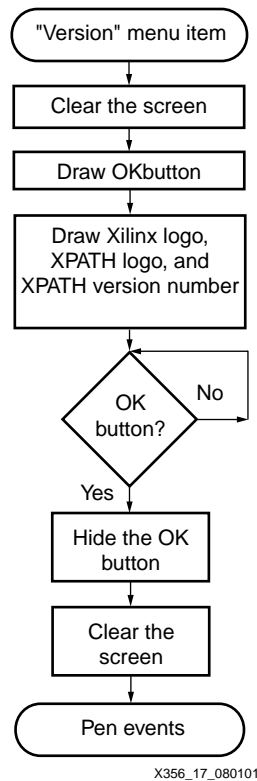 "Version" menu item
Clear the screen
Draw OKbutton
Draw Xilinx logo,
XPATH logo, and
XPATH version number
OK
button?
No
Yes
Hide the OK
button
Clear the
screen
Pen events
X356_17_080101